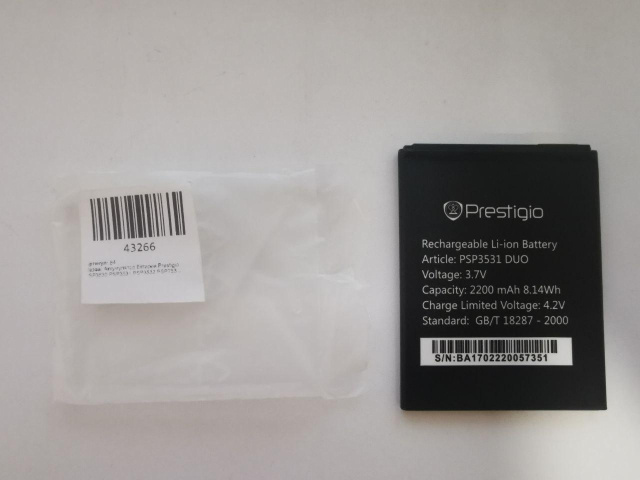 43266
Prestigio
Rechargeable Li-ion Battery
Article: PSP3531 DUO
Voltage: 3.7V
Capacity: 2200 mAh 8.14Wh
Charge Limited Voltage: 4.2V
Standard: GB/T 18287 - 2000
S/N:BA1702220057351